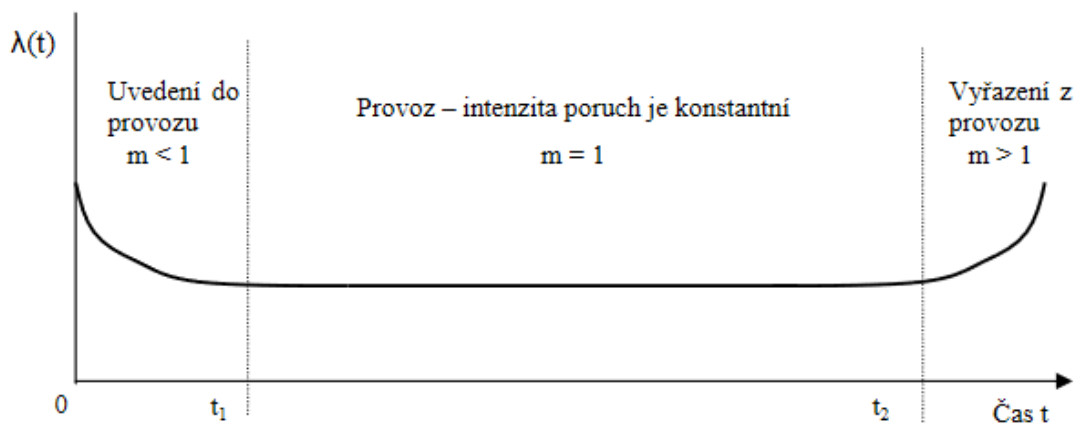 λ(t)
Uvedení do
provozu
m < 1
Provoz – intenzita poruch je konstantní
m = 1
Vyřazení z
provozu
m > 1
0
t₁
t₂
Čas t